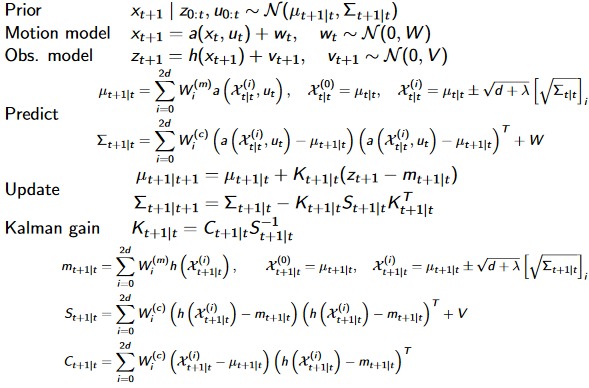 Prior x_{t+1} | z_{0:t}, u_{0:t} ∼ 𝒩(μ_{t+1|t}, Σ_{t+1|t})
Motion model x_{t+1} = a(x_t, u_t) + w_t, w_t ∼ 𝒩(0, W)
Obs. model z_{t+1} = h(x_{t+1}) + v_{t+1}, v_{t+1} ∼ 𝒩(0, V)
μ_{t+1|t} = ∑_{i=0}^{2d} W_i^{(m)} a(𝒳_{t|t}^{(i)}, u_t), 𝒳_{t|t}^{(0)} = μ_{t|t}, 𝒳_{t|t}^{(i)} = μ_{t|t} ± √(d + λ) [√Σ_{t|t}]_i
Predict
Σ_{t+1|t} = ∑_{i=0}^{2d} W_i^{(c)} (a(𝒳_{t|t}^{(i)}, u_t) − μ_{t+1|t}) (a(𝒳_{t|t}^{(i)}, u_t) − μ_{t+1|t})^T + W
μ_{t+1|t+1} = μ_{t+1|t} + K_{t+1|t}(z_{t+1} − m_{t+1|t})
Update
Σ_{t+1|t+1} = Σ_{t+1|t} − K_{t+1|t} S_{t+1|t} K_{t+1|t}^T
Kalman gain K_{t+1|t} = C_{t+1|t} S_{t+1|t}^{−1}
m_{t+1|t} = ∑_{i=0}^{2d} W_i^{(m)} h(𝒳_{t+1|t}^{(i)}), 𝒳_{t+1|t}^{(0)} = μ_{t+1|t}, 𝒳_{t+1|t}^{(i)} = μ_{t+1|t} ± √(d + λ) [√Σ_{t+1|t}]_i
S_{t+1|t} = ∑_{i=0}^{2d} W_i^{(c)} (h(𝒳_{t+1|t}^{(i)}) − m_{t+1|t}) (h(𝒳_{t+1|t}^{(i)}) − m_{t+1|t})^T + V
C_{t+1|t} = ∑_{i=0}^{2d} W_i^{(c)} (𝒳_{t+1|t}^{(i)} − μ_{t+1|t}) (h(𝒳_{t+1|t}^{(i)}) − m_{t+1|t})^T